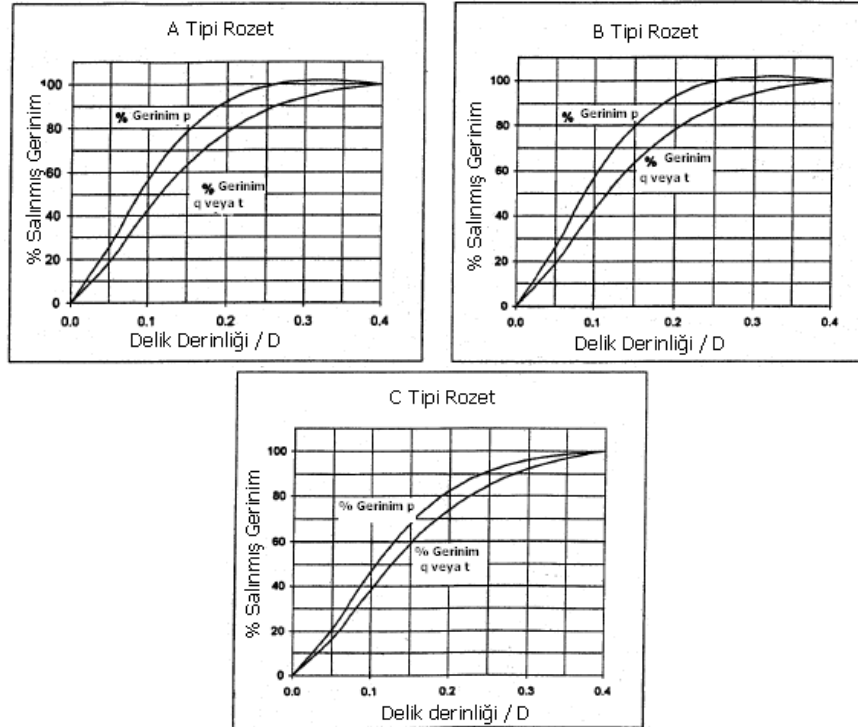 A Tipi Rozet
% Salınmış Gerinim
100
80
60
40
20
0
% Gerinim p
% Gerinim
q veya t
0.0 0.1 0.2 0.3 0.4
Delik Derinliği / D
B Tipi Rozet
% Salınmış Gerinim
100
80
60
40
20
0
% Gerinim p
% Gerinim
q veya t
0.0 0.1 0.2 0.3 0.4
Delik Derinliği / D
C Tipi Rozet
% Salınmış Gerinim
100
80
60
40
20
0
% Gerinim p
% Gerinim
q veya t
0.0 0.1 0.2 0.3 0.4
Delik derinliği / D